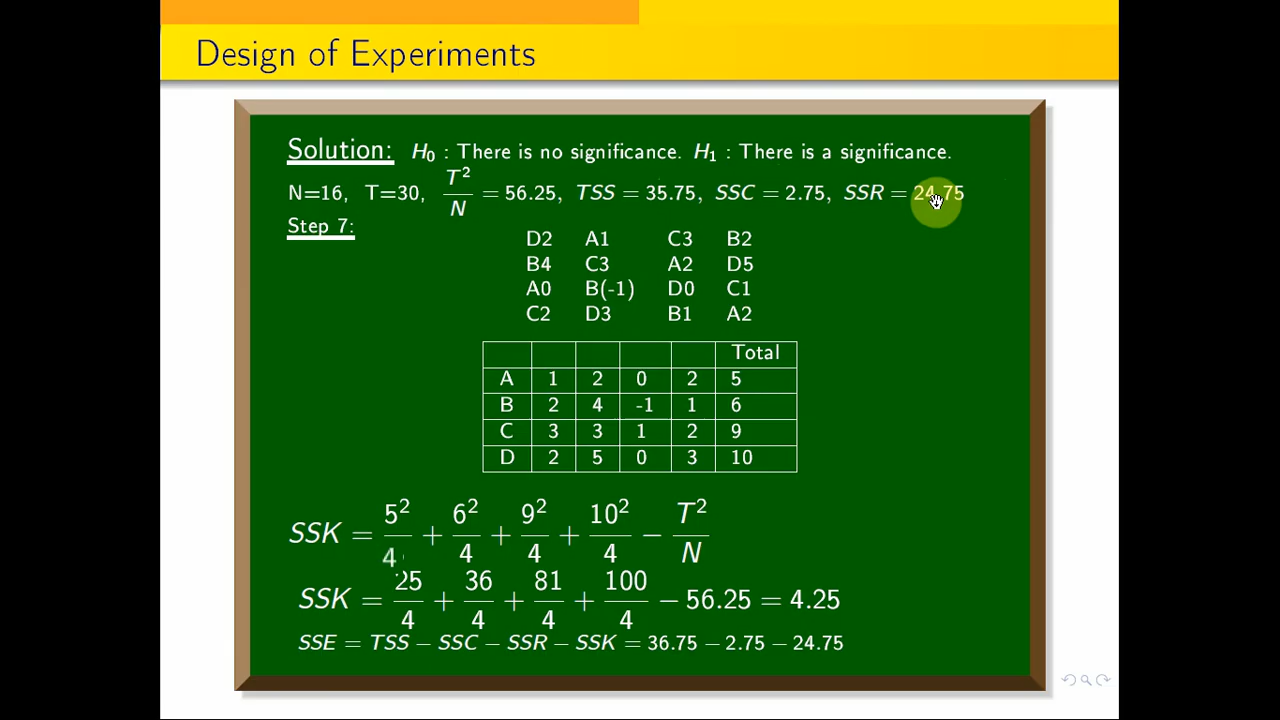 Design of Experiments
Solution: H₀ : There is no significance. H₁ : There is a significance.
N=16, T=30, T²/N = 56.25, TSS = 35.75, SSC = 2.75, SSR = 24.75
Step 7:
D2 A1 C3 B2
B4 C3 A2 D5
A0 B(-1) D0 C1
C2 D3 B1 A2
Total
A 1 2 0 2 5
B 2 4 -1 1 6
C 3 3 1 2 9
D 2 5 0 3 10
SSK = 5²/4 + 6²/4 + 9²/4 + 10²/4 − T²/N
SSK = 25/4 + 36/4 + 81/4 + 100/4 − 56.25 = 4.25
SSE = TSS − SSC − SSR − SSK = 36.75 − 2.75 − 24.75